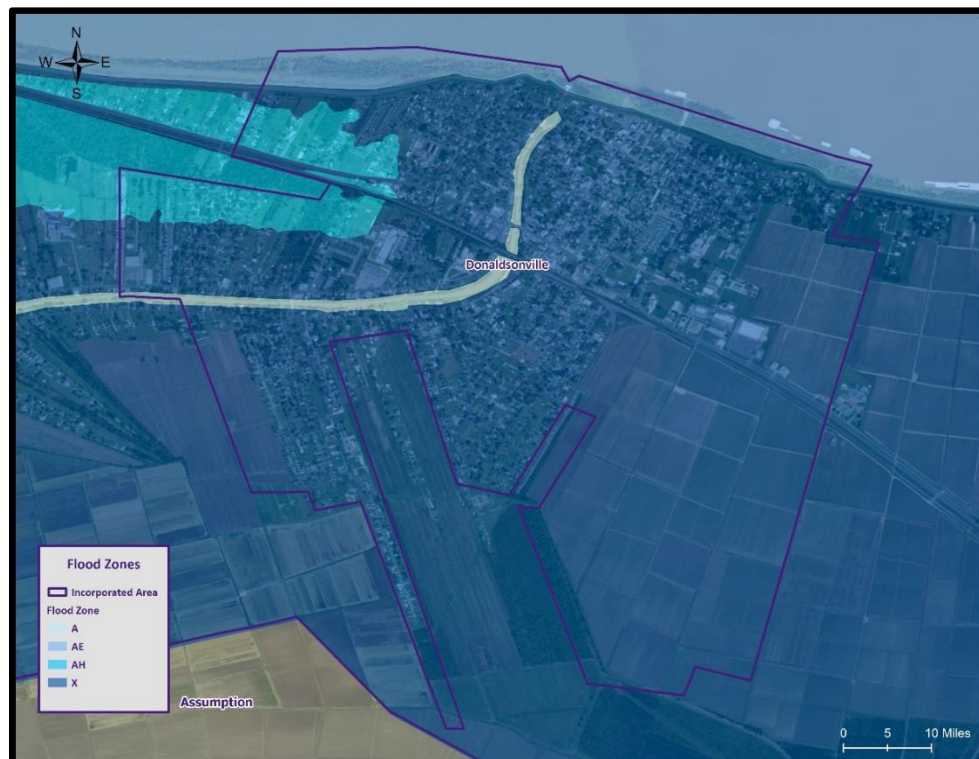 N
W E
S
Donaldsonville
Flood Zones
Incorporated Area
Flood Zone
A
AE
AH
X
Assumption
0 5 10 Miles